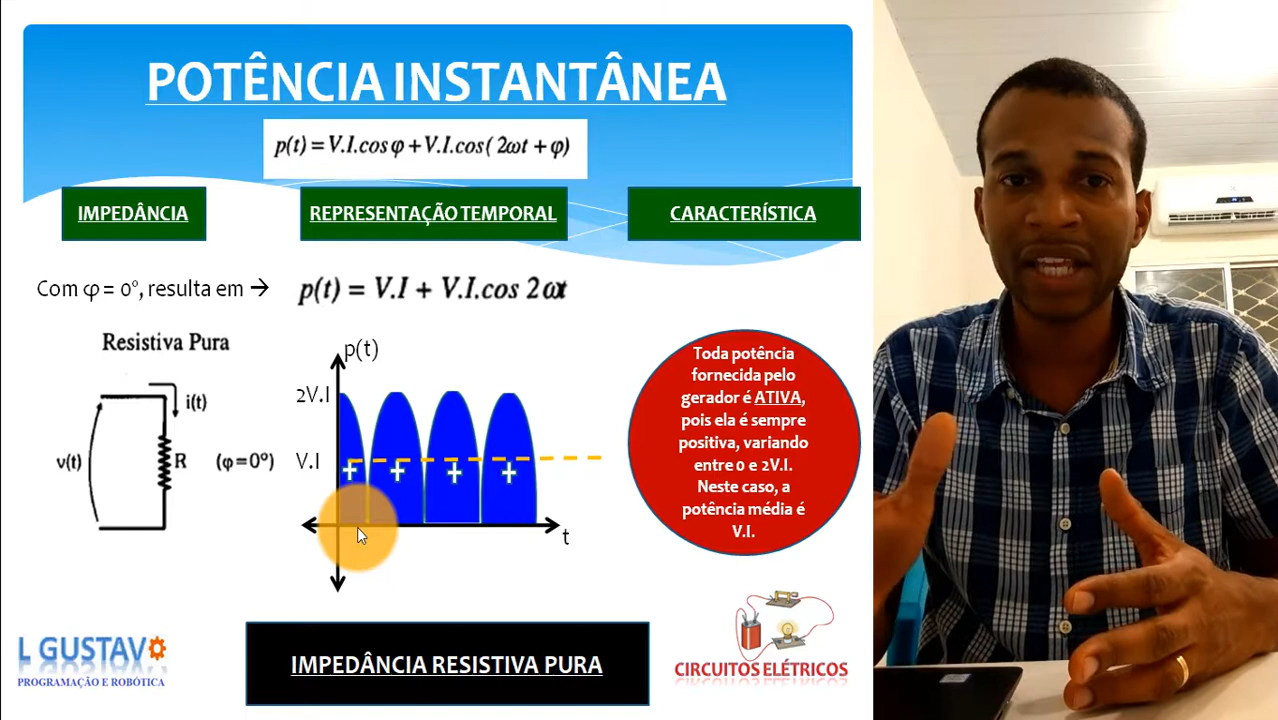 POTÊNCIA INSTANTÂNEA
p(t) = V.I.cos φ + V.I.cos( 2ωt + φ)
IMPEDÂNCIA
REPRESENTAÇÃO TEMPORAL
CARACTERÍSTICA
Com φ = 0°, resulta em → p(t) = V.I + V.I.cos 2ωt
Resistiva Pura
i(t)
v(t)
R
(φ=0°)
p(t)
2V.I
V.I
+ + + +
t
Toda potência
fornecida pelo
gerador é ATIVA,
pois ela é sempre
positiva, variando
entre 0 e 2V.I.
Neste caso, a
potência média é
V.I.
L GUSTAVO
PROGRAMAÇÃO E ROBÓTICA
IMPEDÂNCIA RESISTIVA PURA
CIRCUITOS ELÉTRICOS